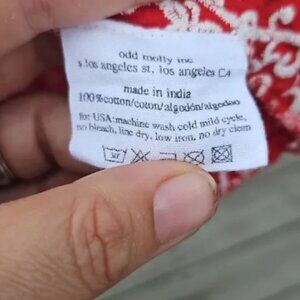 odd molly inc
s.los angeles st, los angeles CA
made in india
100%cotton/coton/algodón/algodao
for USA:machine wash cold mild cycle,
no bleach, line dry, low iron, no dry clean